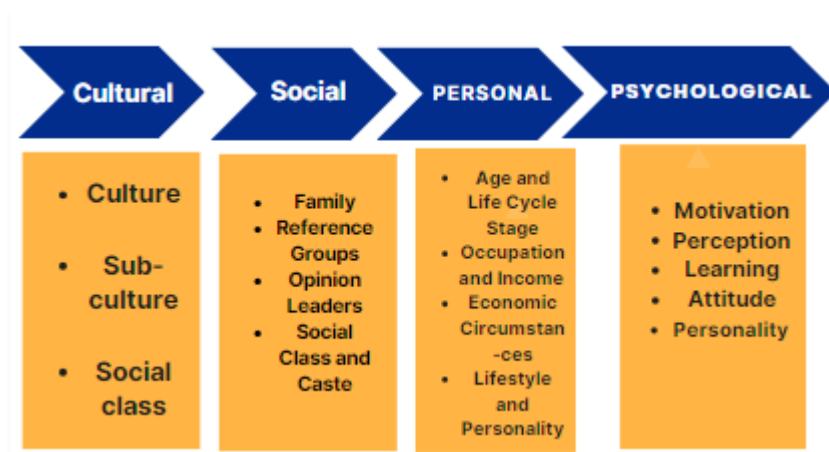 Cultural
Social
PERSONAL
PSYCHOLOGICAL
• Culture
• Sub-
culture
• Social
class
• Family
• Reference
Groups
• Opinion
Leaders
• Social
Class and
Caste
• Age and
Life Cycle
Stage
• Occupation
and Income
• Economic
Circumstan
-ces
• Lifestyle
and
Personality
• Motivation
• Perception
• Learning
• Attitude
• Personality